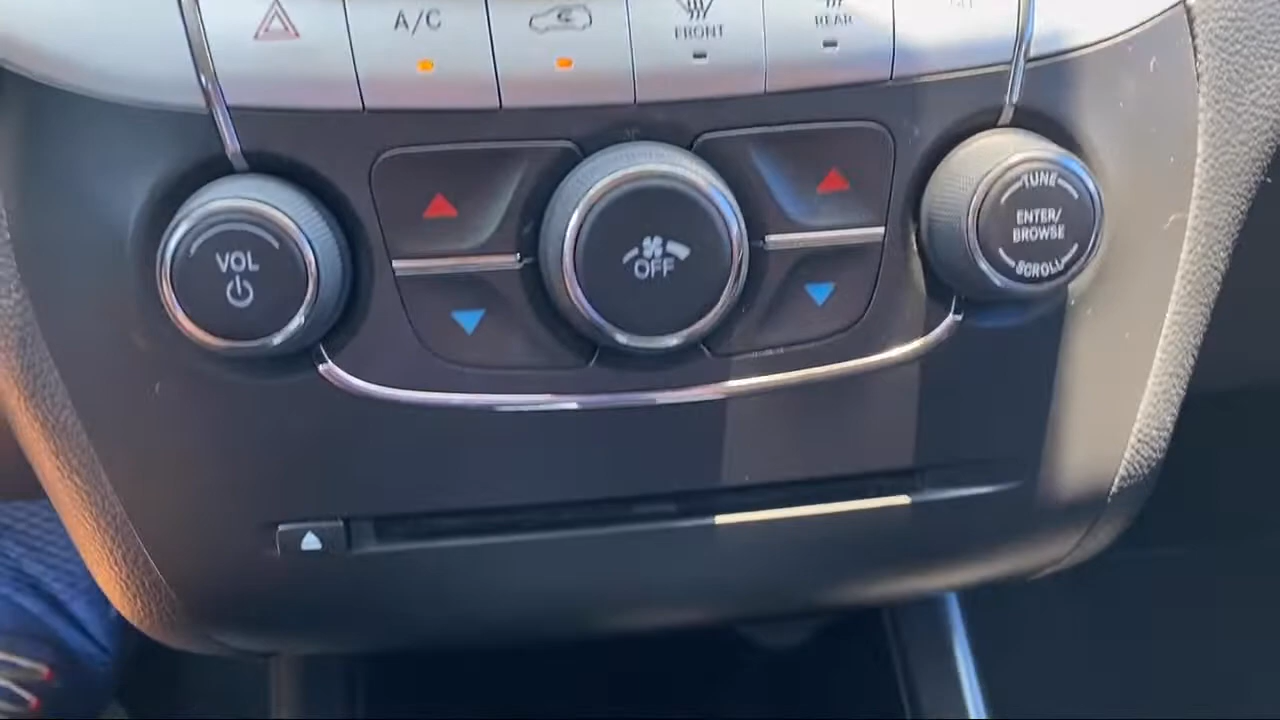 A/C
FRONT
REAR
VOL
OFF
TUNE
ENTER/
BROWSE
SCROLL